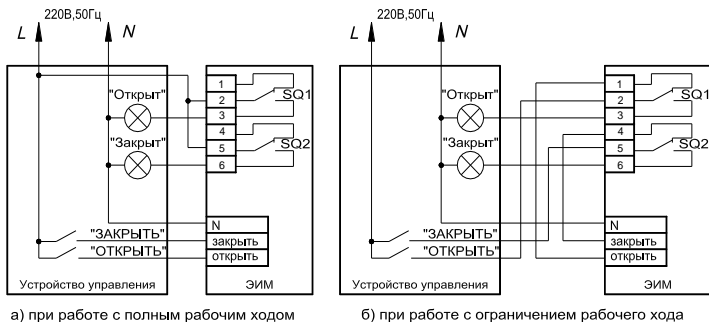 220В,50Гц
L N
"Открыт"
"Закрыт"
1
2
3
4
5
6
SQ1
SQ2
N
"ЗАКРЫТЬ" закрыть
"ОТКРЫТЬ" открыть
Устройство управления ЭИМ
а) при работе с полным рабочим ходом
220В,50Гц
L N
"Открыт"
"Закрыт"
1
2
3
4
5
6
SQ1
SQ2
N
"ЗАКРЫТЬ" закрыть
"ОТКРЫТЬ" открыть
Устройство управления ЭИМ
б) при работе с ограничением рабочего хода